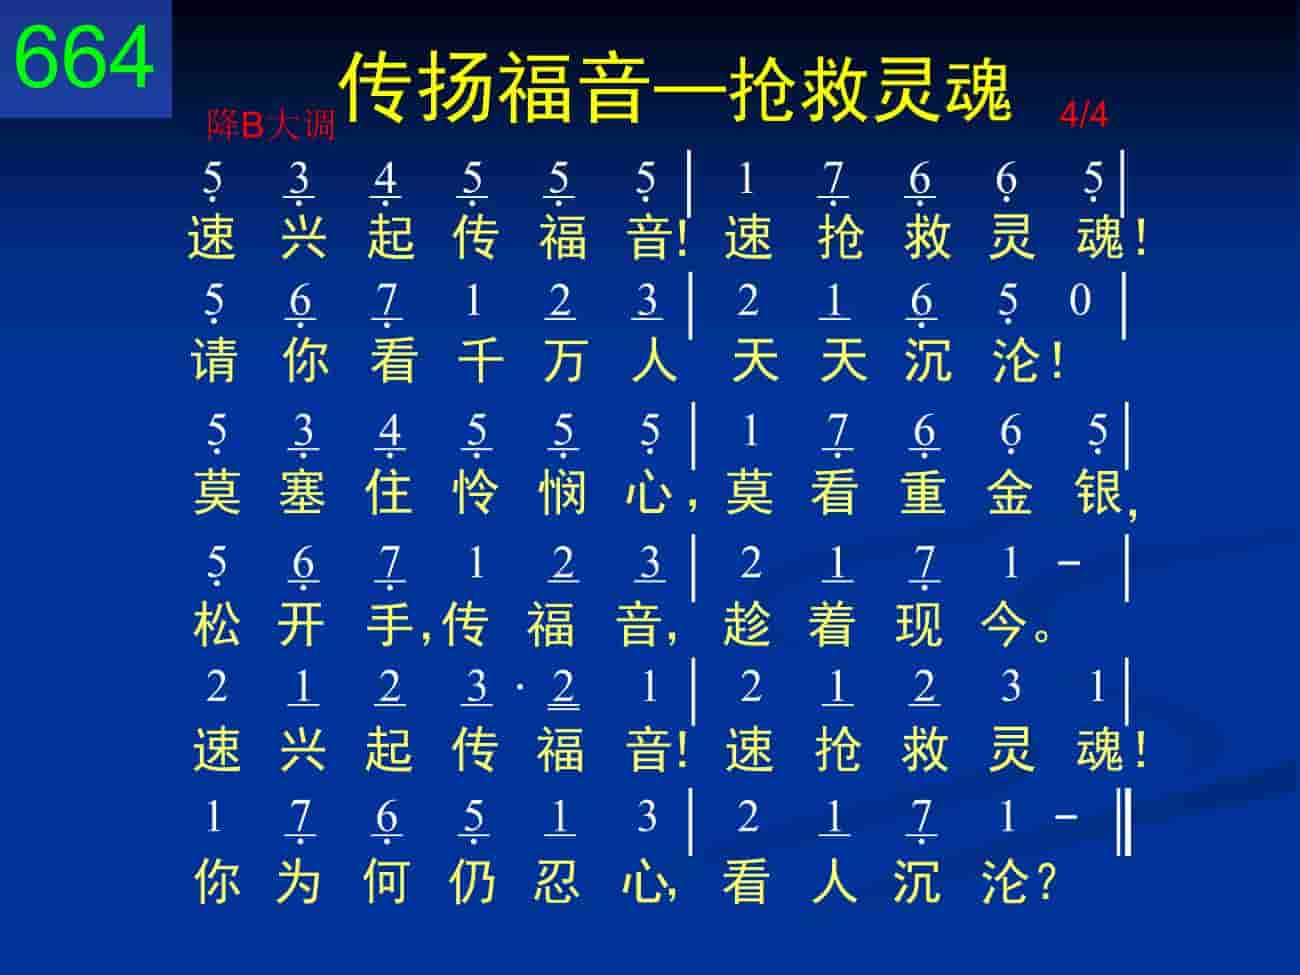 664
传扬福音—抢救灵魂
降B大调 4/4
5 3 4 5 5 5 | 1 7 6 6 5 |
速 兴 起 传 福 音! 速 抢 救 灵 魂!
5 6 7 1 2 3 | 2 1 6 5 0 |
请 你 看 千 万 人 天 天 沉 沦!
5 3 4 5 5 5 | 1 7 6 6 5 |
莫 塞 住 怜 悯 心, 莫 看 重 金 银,
5 6 7 1 2 3 | 2 1 7 1 - |
松 开 手, 传 福 音, 趁 着 现 今。
2 1 2 3 · 2 1 | 2 1 2 3 1 |
速 兴 起 传 福 音! 速 抢 救 灵 魂!
1 7 6 5 1 3 | 2 1 7 1 - ‖
你 为 何 仍 忍 心, 看 人 沉 沦?